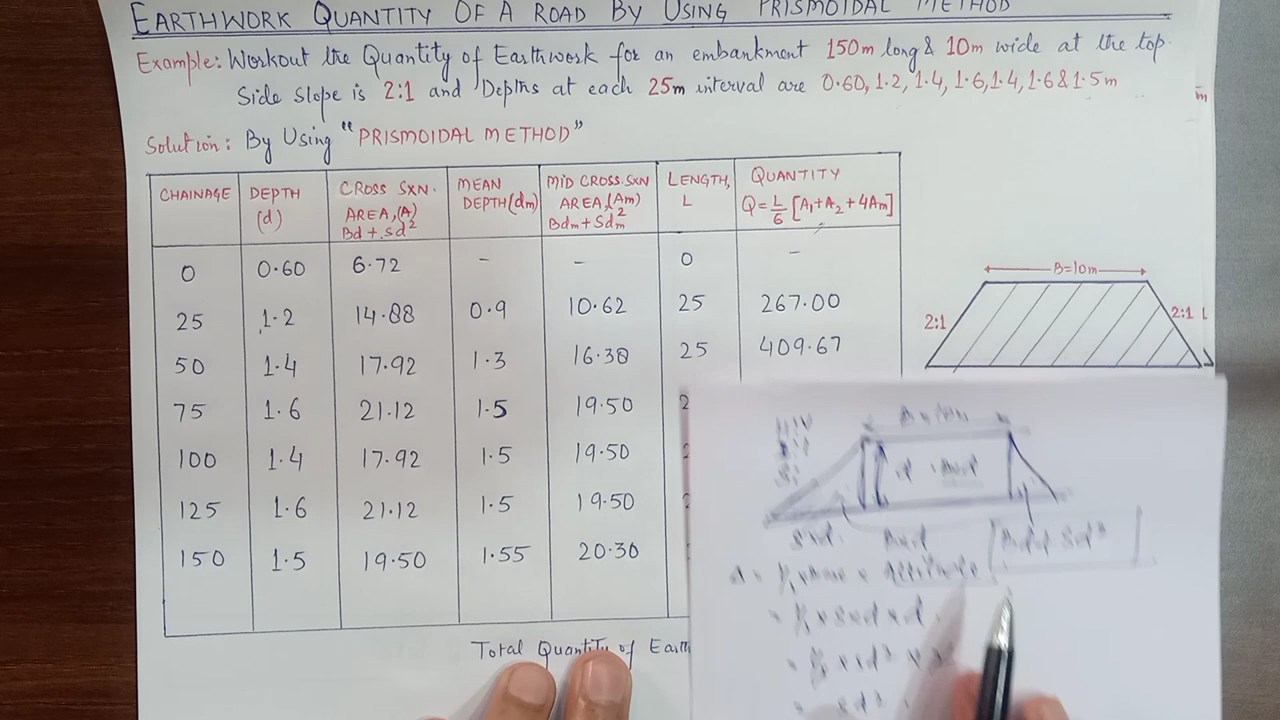 EARTHWORK QUANTITY OF A ROAD BY USING PRISMOIDAL METHOD
Example: Workout the Quantity of Earthwork for an embankment 150m long & 10m wide at the top.
Side slope is 2:1 and Depths at each 25m interval are 0.60, 1.2, 1.4, 1.6, 1.4, 1.6 & 1.5m
m
Solution: By Using "PRISMOIDAL METHOD"
CHAINAGE DEPTH (d) CROSS SXN. AREA, (A) Bd + Sd² MEAN DEPTH (dm) MID CROSS SXN AREA, (Am) Bdm + Sdm² LENGTH, L QUANTITY Q = L/6 [A1 + A2 + 4Am]
0 0.60 6.72 - - 0 -
25 1.2 14.88 0.9 10.62 25 267.00
50 1.4 17.92 1.3 16.38 25 409.67
75 1.6 21.12 1.5 19.50 2
100 1.4 17.92 1.5 19.50 2
125 1.6 21.12 1.5 19.50 2
150 1.5 19.50 1.55 20.30
Total Quantity of Earth
B=10m
2:1 2:1 L
Bd + Sd²